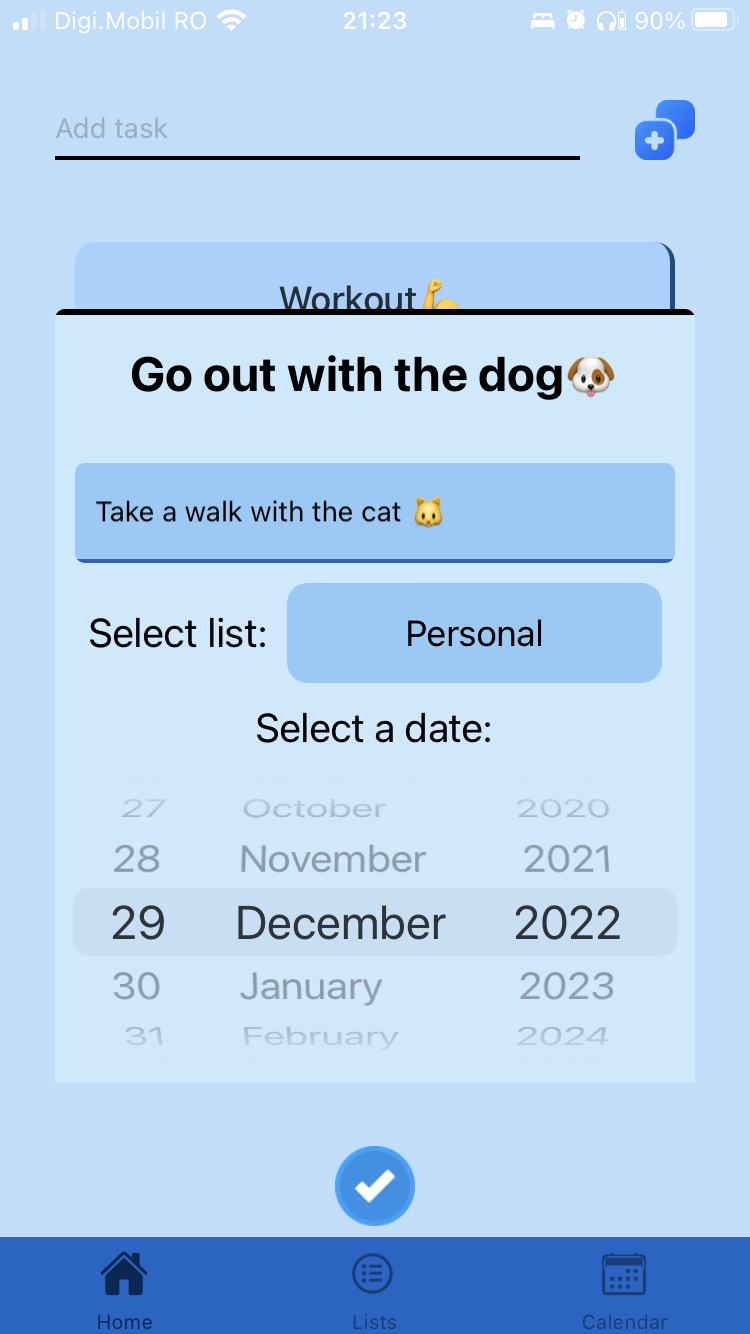 Digi.Mobil RO 21:23 90%
Add task
Workout💪
Go out with the dog🐶
Take a walk with the cat 🐱
Select list: Personal
Select a date:
27 October 2020
28 November 2021
29 December 2022
30 January 2023
31 February 2024
Home Lists Calendar